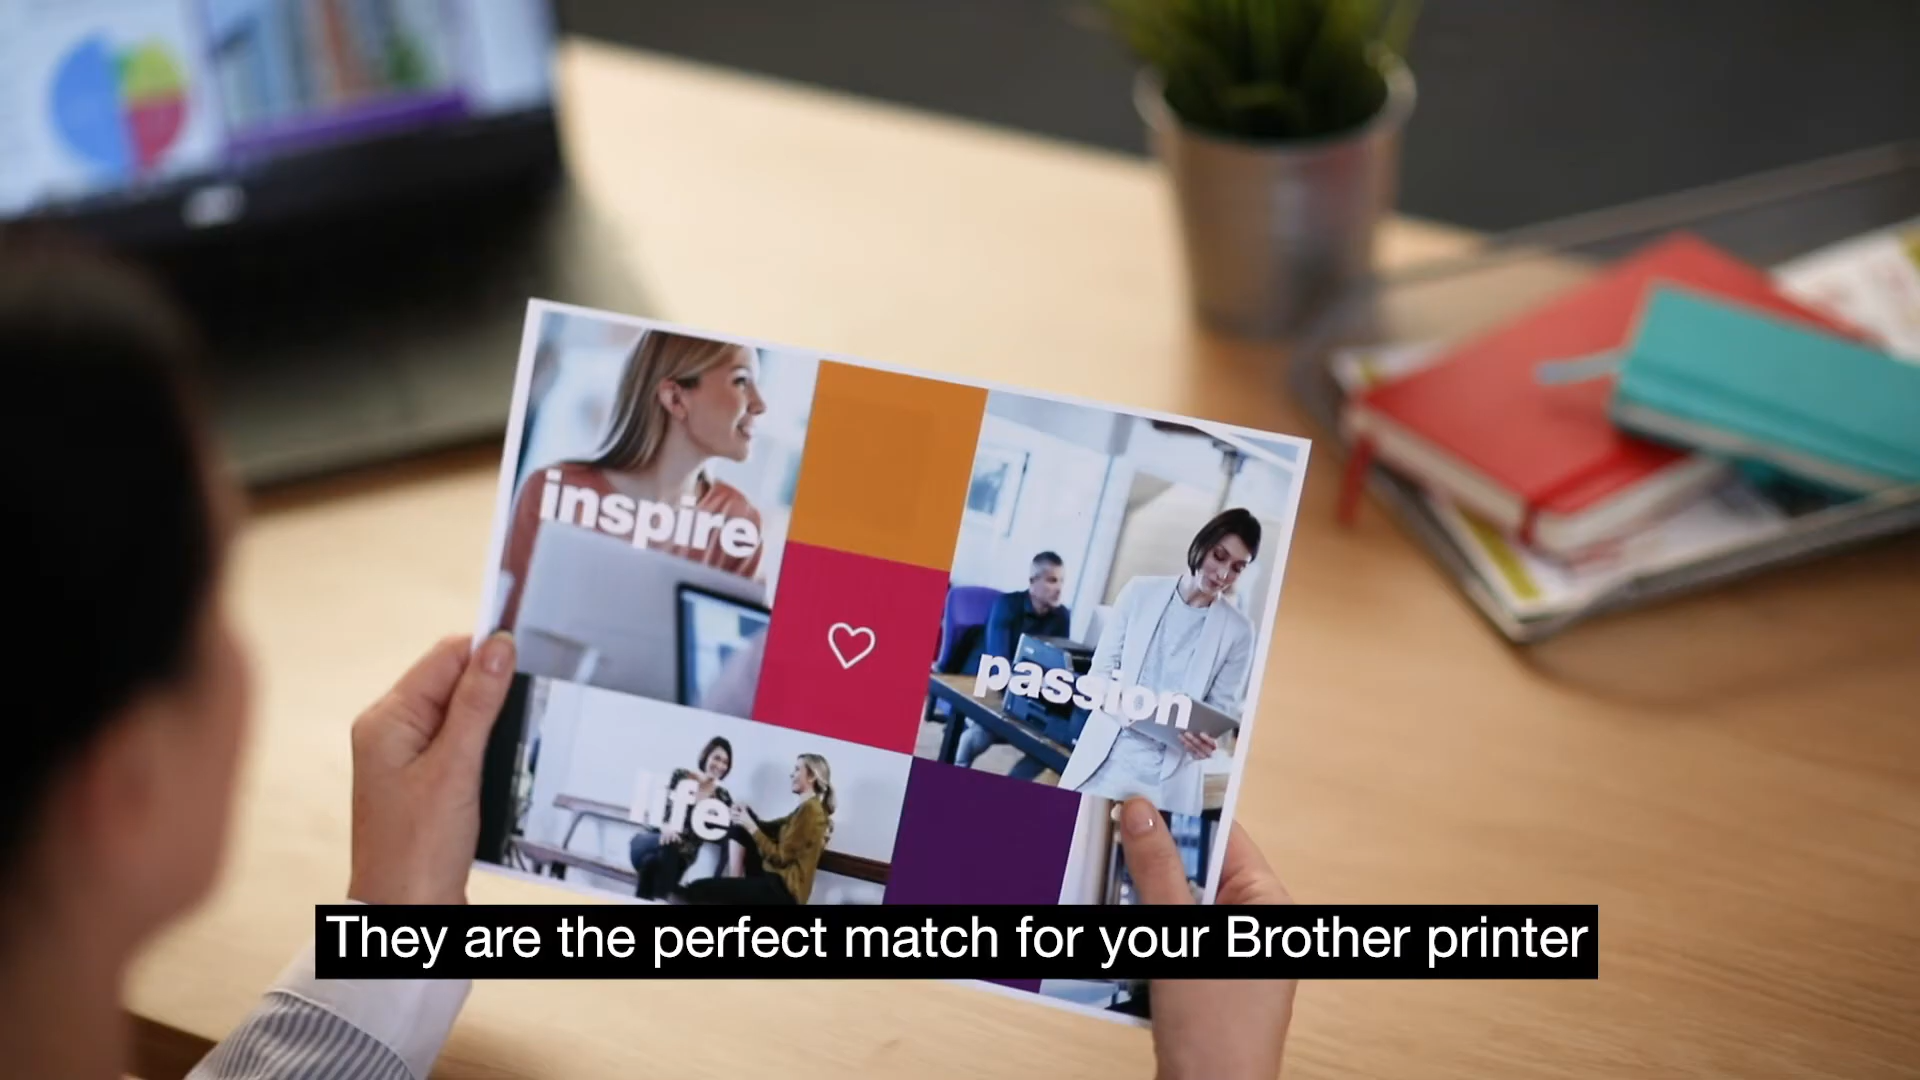 inspire
passion
life
They are the perfect match for your Brother printer